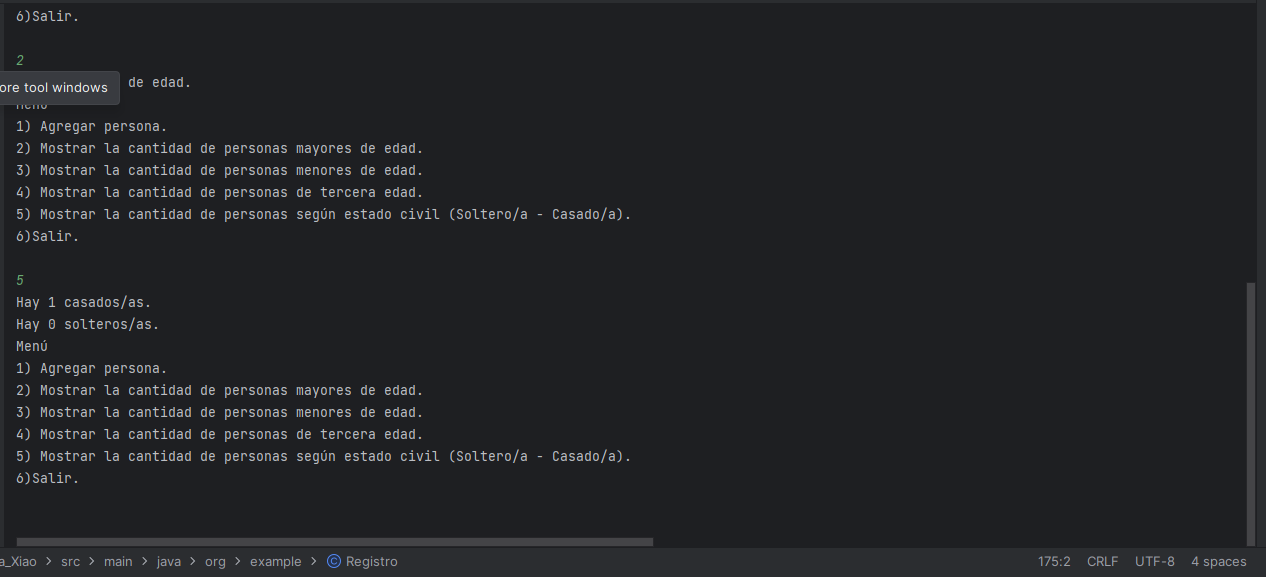 6)Salir.
2
ore tool windows
de edad.
Menú
1) Agregar persona.
2) Mostrar la cantidad de personas mayores de edad.
3) Mostrar la cantidad de personas menores de edad.
4) Mostrar la cantidad de personas de tercera edad.
5) Mostrar la cantidad de personas según estado civil (Soltero/a - Casado/a).
6)Salir.
5
Hay 1 casados/as.
Hay 0 solteros/as.
Menú
1) Agregar persona.
2) Mostrar la cantidad de personas mayores de edad.
3) Mostrar la cantidad de personas menores de edad.
4) Mostrar la cantidad de personas de tercera edad.
5) Mostrar la cantidad de personas según estado civil (Soltero/a - Casado/a).
6)Salir.
a_Xiao > src > main > java > org > example > © Registro 175:2 CRLF UTF-8 4 spaces